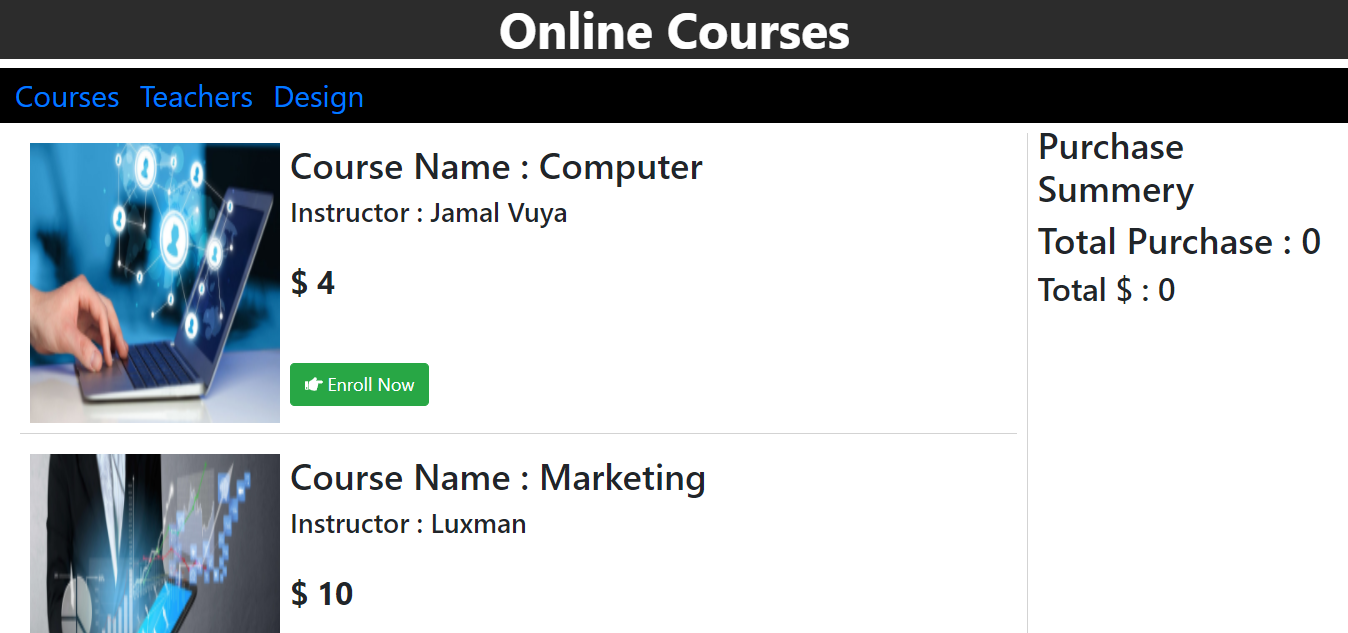 Online Courses
Courses Teachers Design
Course Name : Computer
Instructor : Jamal Vuya
$ 4
Enroll Now
Course Name : Marketing
Instructor : Luxman
$ 10
Purchase
Summery
Total Purchase : 0
Total $ : 0